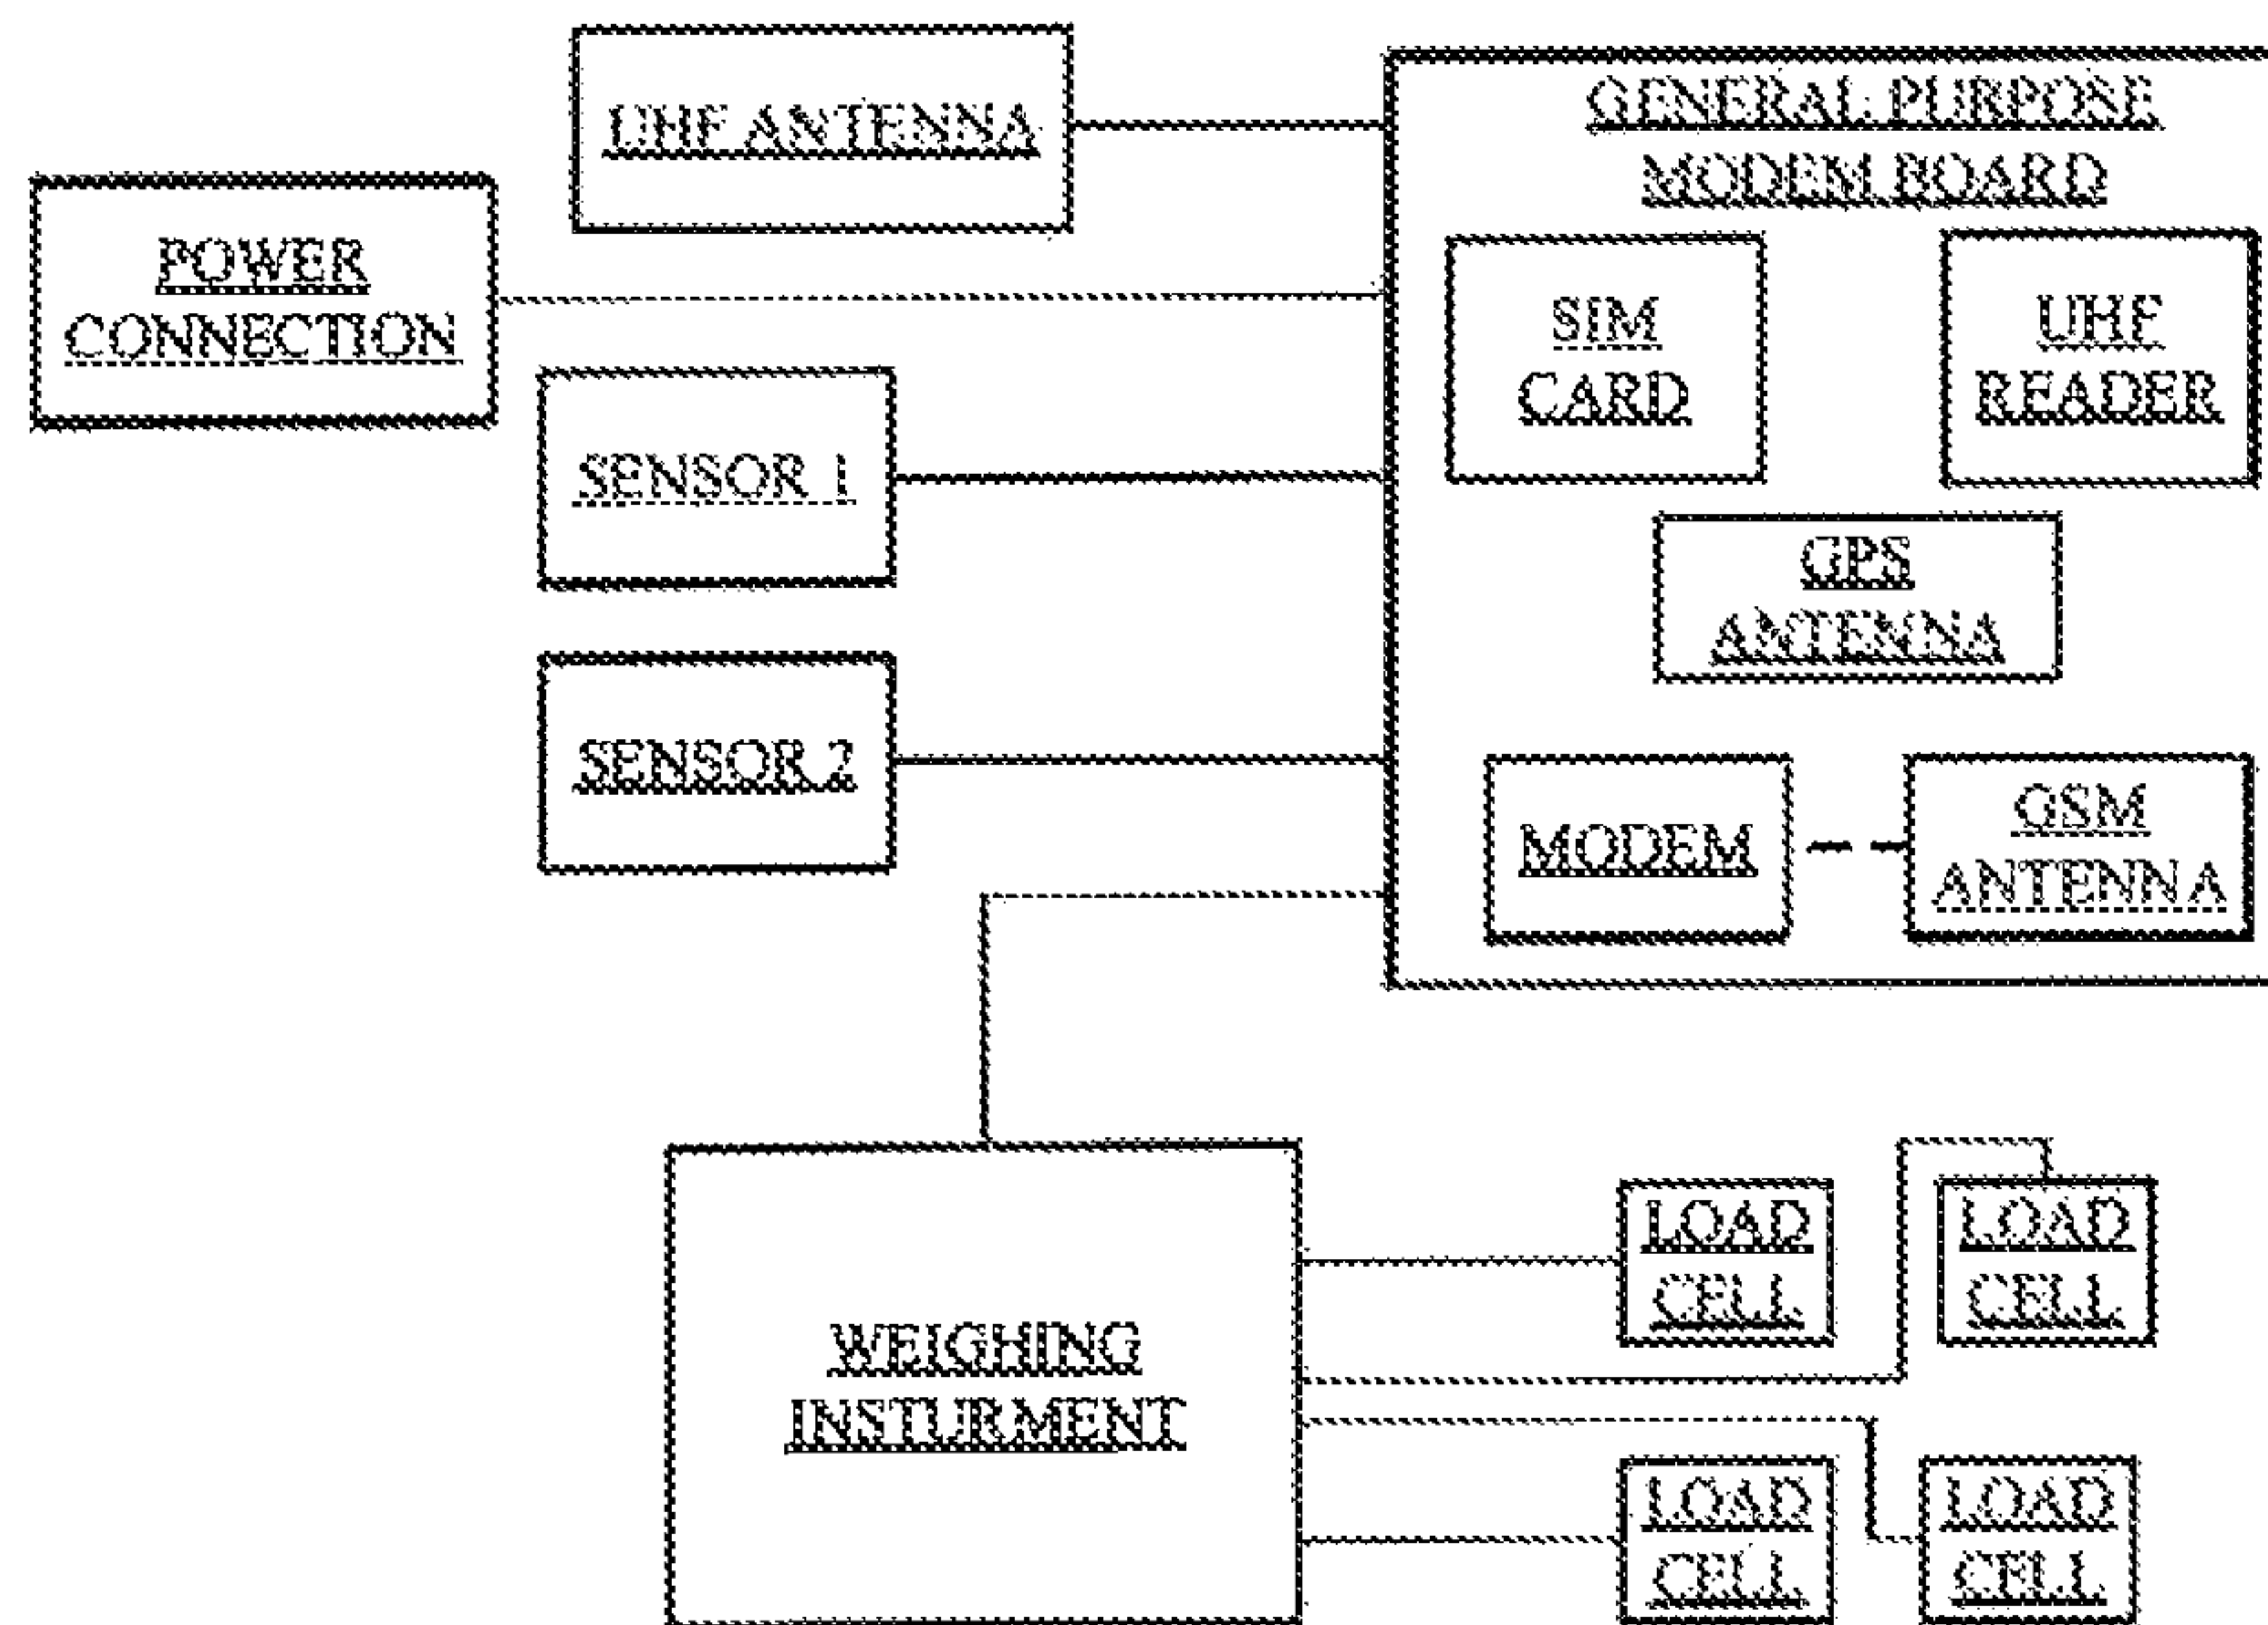 UHF ANTENNA
GENERAL PURPOSE
MODEM BOARD
POWER
CONNECTION
SIM
CARD
UHF
READER
SENSOR 1
GPS
ANTENNA
SENSOR 2
MODEM
GSM
ANTENNA
WEIGHING
INSTURMENT
LOAD
CELL
LOAD
CELL
LOAD
CELL
LOAD
CELL